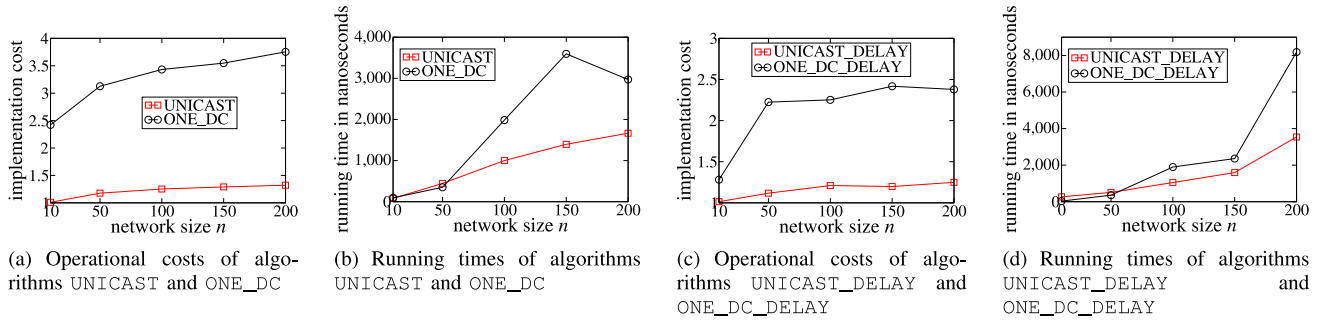 implementation cost
4
3.5
3
2.5
2
1.5
1
UNICAST
ONE_DC
10 50 100 150 200
network size n
(a) Operational costs of algo-
rithms UNICAST and ONE_DC
running time in nanoseconds
4,000
3,000
2,000
1,000
0
UNICAST
ONE_DC
10 50 100 150 200
network size n
(b) Running times of algorithms
UNICAST and ONE_DC
implementation cost
3
2.5
2
1.5
1
UNICAST_DELAY
ONE_DC_DELAY
10 50 100 150 200
network size n
(c) Operational costs of algo-
rithms UNICAST_DELAY and
ONE_DC_DELAY
running time in nanoseconds
8,000
6,000
4,000
2,000
0
UNICAST_DELAY
ONE_DC_DELAY
0 50 100 150 200
network size n
(d) Running times of algorithms
UNICAST_DELAY and
ONE_DC_DELAY